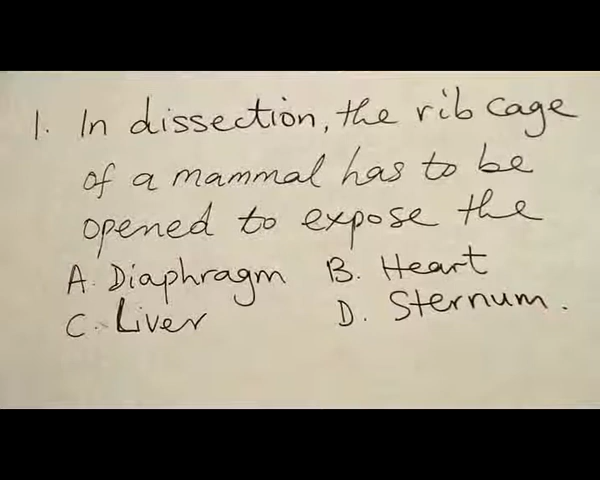 1. In dissection, the rib cage
of a mammal has to be
opened to expose the
A. Diaphragm B. Heart
C. Liver D. Sternum.